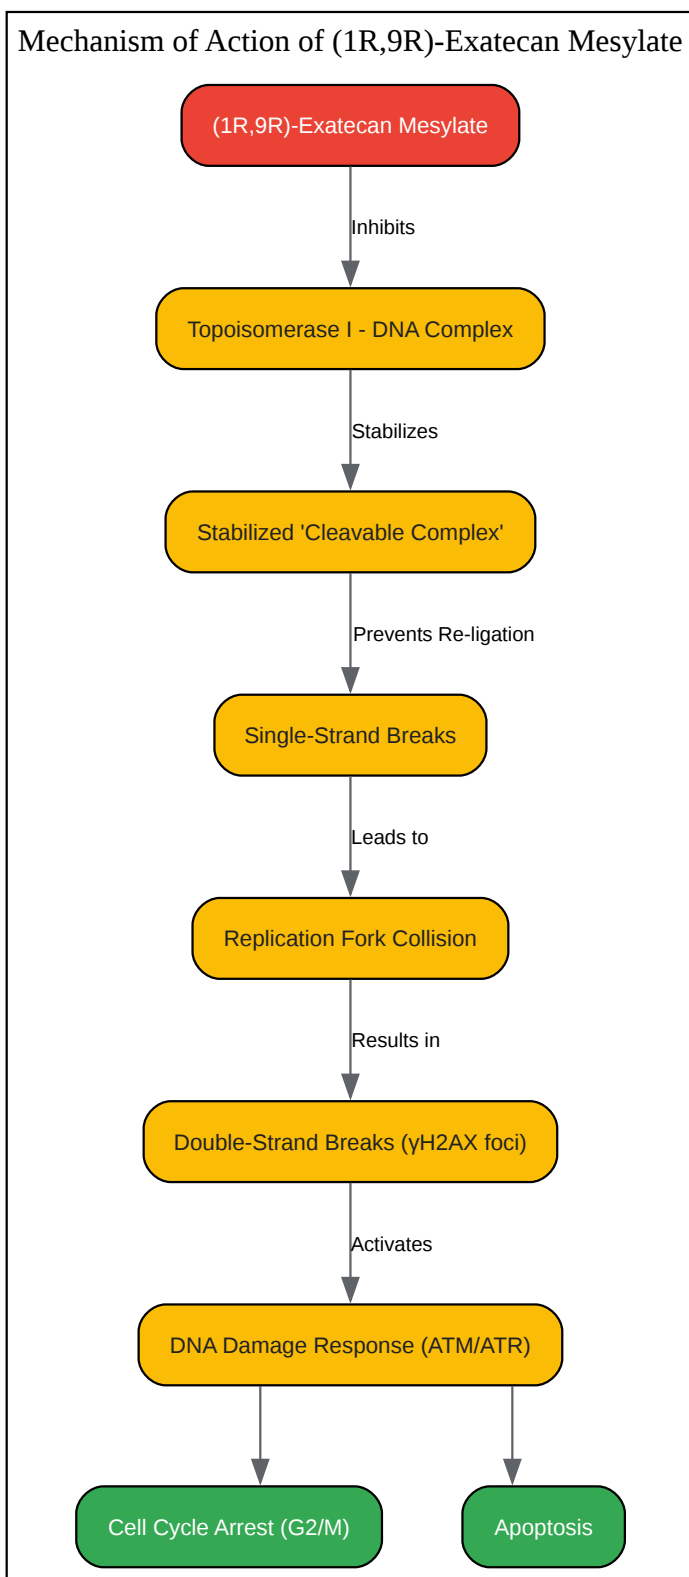 Mechanism of Action of (1R,9R)-Exatecan Mesylate
(1R,9R)-Exatecan Mesylate
Inhibits
Topoisomerase I - DNA Complex
Stabilizes
Stabilized 'Cleavable Complex'
Prevents Re-ligation
Single-Strand Breaks
Leads to
Replication Fork Collision
Results in
Double-Strand Breaks (γH2AX foci)
Activates
DNA Damage Response (ATM/ATR)
Cell Cycle Arrest (G2/M)
Apoptosis